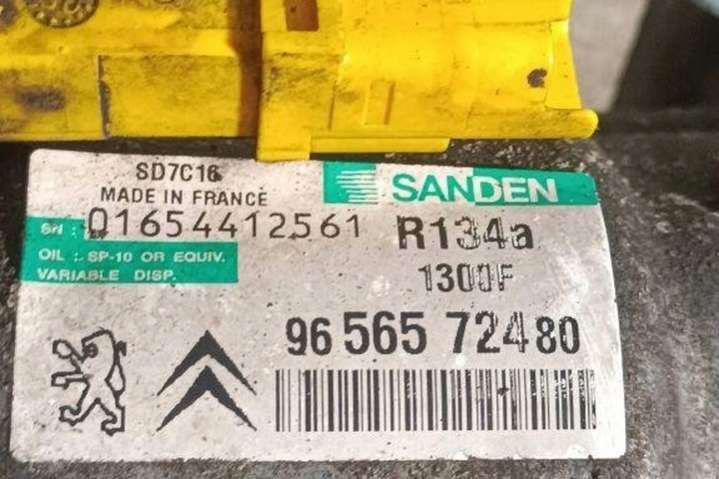 SD7C16
MADE IN FRANCE
SANDEN
SN : 01654412561
R134a
OIL : SP-10 OR EQUIV.
VARIABLE DISP.
1300F
96 565 724 80